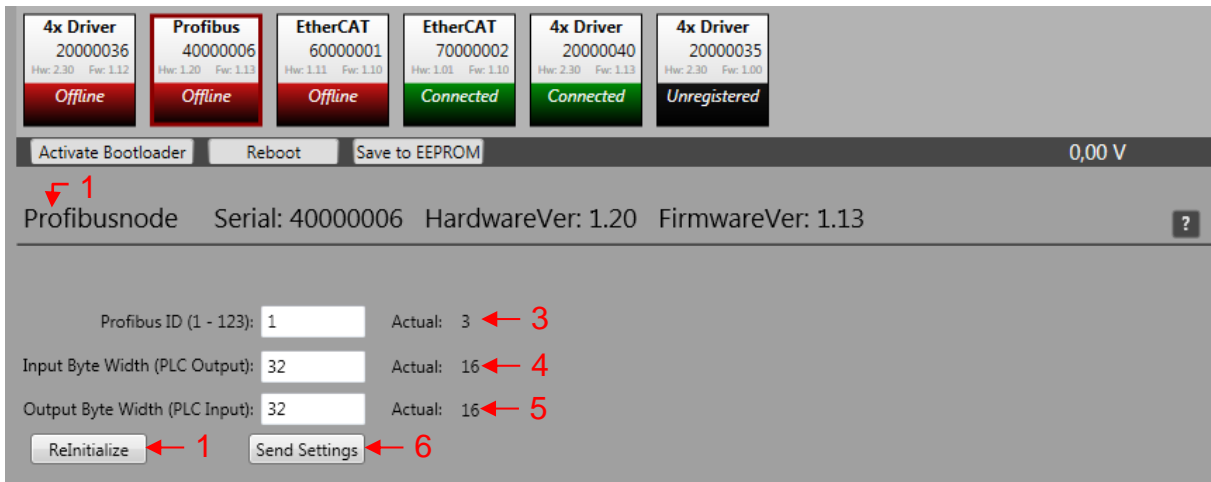 4x Driver Profibus EtherCAT EtherCAT 4x Driver 4x Driver
20000036 40000006 60000001 70000002 20000040 20000035
Hw: 2.30 Fw: 1.12 Hw: 1.20 Fw: 1.13 Hw: 1.11 Fw: 1.10 Hw: 1.01 Fw: 1.10 Hw: 2.30 Fw: 1.13 Hw: 2.30 Fw: 1.00
Offline Offline Offline Connected Connected Unregistered
Activate Bootloader Reboot Save to EEPROM 0,00 V
1
Profibusnode Serial: 40000006 HardwareVer: 1.20 FirmwareVer: 1.13 ?
Profibus ID (1 - 123): 1 Actual: 3 3
Input Byte Width (PLC Output): 32 Actual: 16 4
Output Byte Width (PLC Input): 32 Actual: 16 5
ReInitialize 1 Send Settings 6